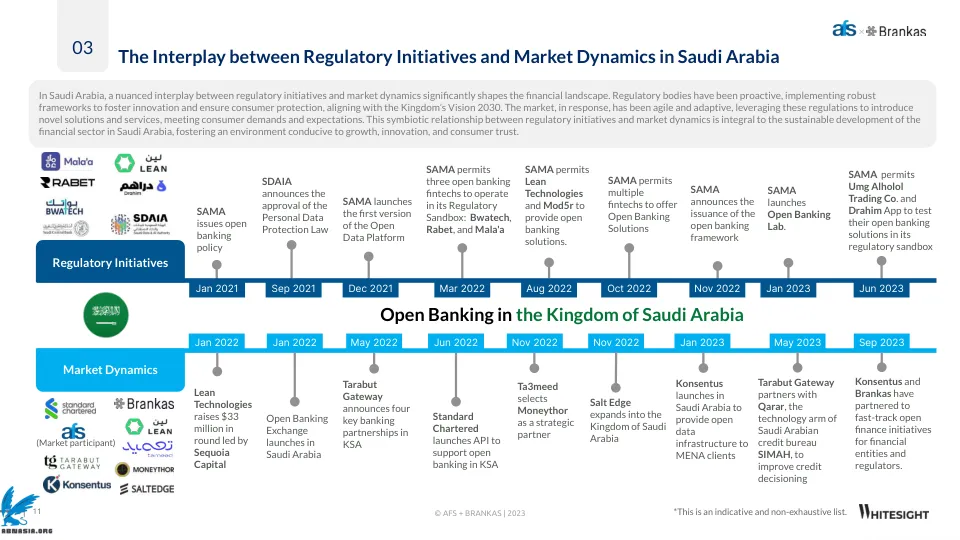 03
The Interplay between Regulatory Initiatives and Market Dynamics in Saudi Arabia
afs × Brankas
In Saudi Arabia, a nuanced interplay between regulatory initiatives and market dynamics significantly shapes the financial landscape. Regulatory bodies have been proactive, implementing robust
frameworks to foster innovation and ensure consumer protection, aligning with the Kingdom's Vision 2030. The market, in response, has been agile and adaptive, leveraging these regulations to introduce
novel solutions and services, meeting consumer demands and expectations. This symbiotic relationship between regulatory initiatives and market dynamics is integral to the sustainable development of the
financial sector in Saudi Arabia, fostering an environment conducive to growth, innovation, and consumer trust.
Mala'a
لين
LEAN
RABET
دراهم
Drahim
بوابتك
BWATECH
SDAIA
Regulatory Initiatives
SAMA
issues open
banking
policy
Jan 2021
SDAIA
announces the
approval of the
Personal Data
Protection Law
Sep 2021
SAMA launches
the first version
of the Open
Data Platform
Dec 2021
SAMA permits
three open banking
fintechs to operate
in its Regulatory
Sandbox: Bwatech,
Rabet, and Mala'a
Mar 2022
SAMA permits
Lean
Technologies
and Mod5r to
provide open
banking
solutions.
Aug 2022
SAMA permits
multiple
fintechs to offer
Open Banking
Solutions
Oct 2022
SAMA
announces the
issuance of the
open banking
framework
Nov 2022
SAMA
launches
Open Banking
Lab.
Jan 2023
SAMA permits
Umg Alholol
Trading Co. and
Drahim App to test
their open banking
solutions in its
regulatory sandbox
Jun 2023
Open Banking in the Kingdom of Saudi Arabia
Market Dynamics
Jan 2022
Lean
Technologies
raises $33
million in
round led by
Sequoia
Capital
Jan 2022
Open Banking
Exchange
launches in
Saudi Arabia
May 2022
Tarabut
Gateway
announces four
key banking
partnerships in
KSA
Jun 2022
Standard
Chartered
launches API to
support open
banking in KSA
Nov 2022
Ta3meed
selects
Moneythor
as a strategic
partner
Nov 2022
Salt Edge
expands into the
Kingdom of Saudi
Arabia
Jan 2023
Konsentus
launches in
Saudi Arabia to
provide open
data
infrastructure to
MENA clients
May 2023
Tarabut Gateway
partners with
Qarar, the
technology arm of
Saudi Arabian
credit bureau
SIMAH, to
improve credit
decisioning
Sep 2023
Konsentus and
Brankas have
partnered to
fast-track open
finance initiatives
for financial
entities and
regulators.
standard
chartered
Brankas
afs
(Market participant)
لين
LEAN
تعميد
tg TARABUT
GATEWAY
MONEYTHOR
Konsentus
SALTEDGE
11
ABNASIA.ORG
© AFS + BRANKAS | 2023
*This is an indicative and non-exhaustive list.
WHITESIGHT